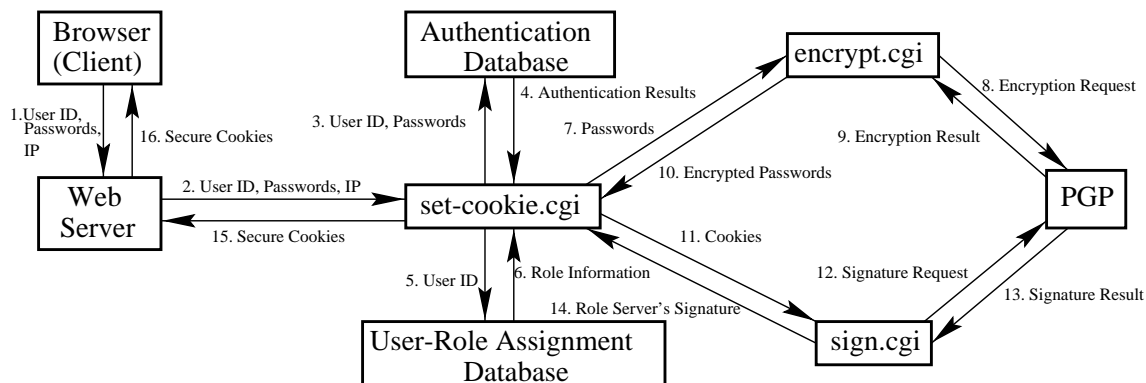 Browser
(Client)
Authentication
Database
encrypt.cgi
1.User ID,
Passwords,
IP
16. Secure Cookies
3. User ID, Passwords
4. Authentication Results
7. Passwords
8. Encryption Request
9. Encryption Result
10. Encrypted Passwords
Web
Server
2. User ID, Passwords, IP
15. Secure Cookies
set-cookie.cgi
PGP
11. Cookies
5. User ID
6. Role Information
12. Signature Request
13. Signature Result
14. Role Server's Signature
User-Role Assignment
Database
sign.cgi